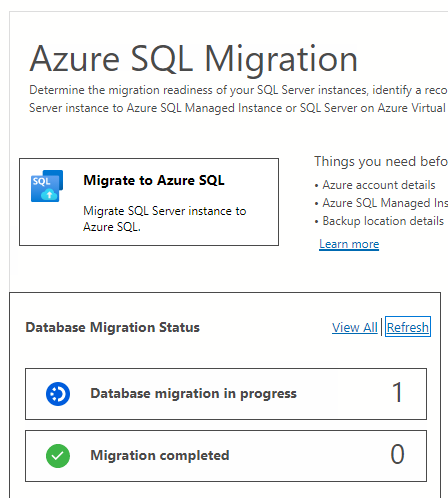 Azure SQL Migration
Determine the migration readiness of your SQL Server instances, identify a reco
Server instance to Azure SQL Managed Instance or SQL Server on Azure Virtual
SQL
Migrate to Azure SQL
Migrate SQL Server instance to
Azure SQL.
Things you need befo
• Azure account details
• Azure SQL Managed Ins
• Backup location details
Learn more
Database Migration Status
View All | Refresh
Database migration in progress 1
Migration completed 0